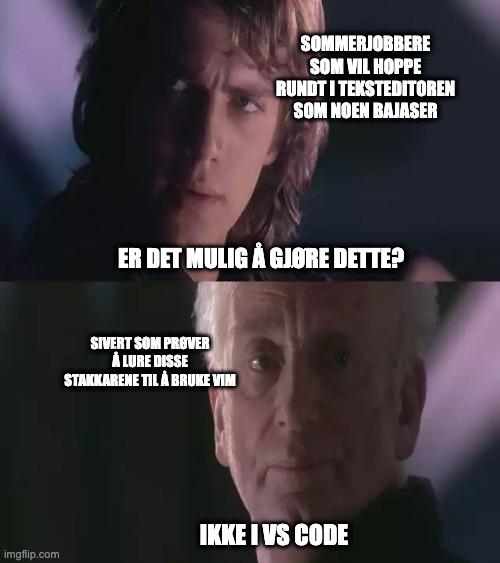 SOMMERJOBBERE
SOM VIL HOPPE
RUNDT I TEKSTEDITOREN
SOM NOEN BAJASER
ER DET MULIG Å GJØRE DETTE?
SIVERT SOM PRØVER
Å LURE DISSE
STAKKARENE TIL Å BRUKE VIM
IKKE I VS CODE
imgflip.com